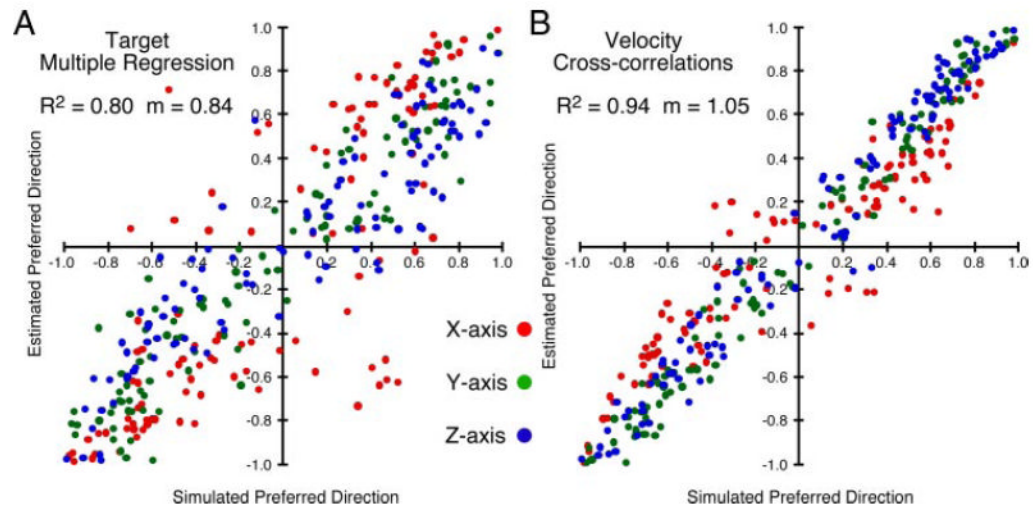 A
Target
Multiple Regression
R² = 0.80 m = 0.84
1.0
0.8
0.6
0.4
0.2
-1.0 -0.8 -0.6 -0.4 -0.2 0.2 0.4 0.6 0.8 1.0
-0.2
-0.4
-0.6
-0.8
-1.0
Estimated Preferred Direction
Simulated Preferred Direction
X-axis
Y-axis
Z-axis
B
Velocity
Cross-correlations
R² = 0.94 m = 1.05
1.0
0.8
0.6
0.4
0.2
-1.0 -0.8 -0.6 -0.4 -0.2 0.2 0.4 0.6 0.8 1.0
-0.2
-0.4
-0.6
-0.8
-1.0
Estimated Preferred Direction
Simulated Preferred Direction